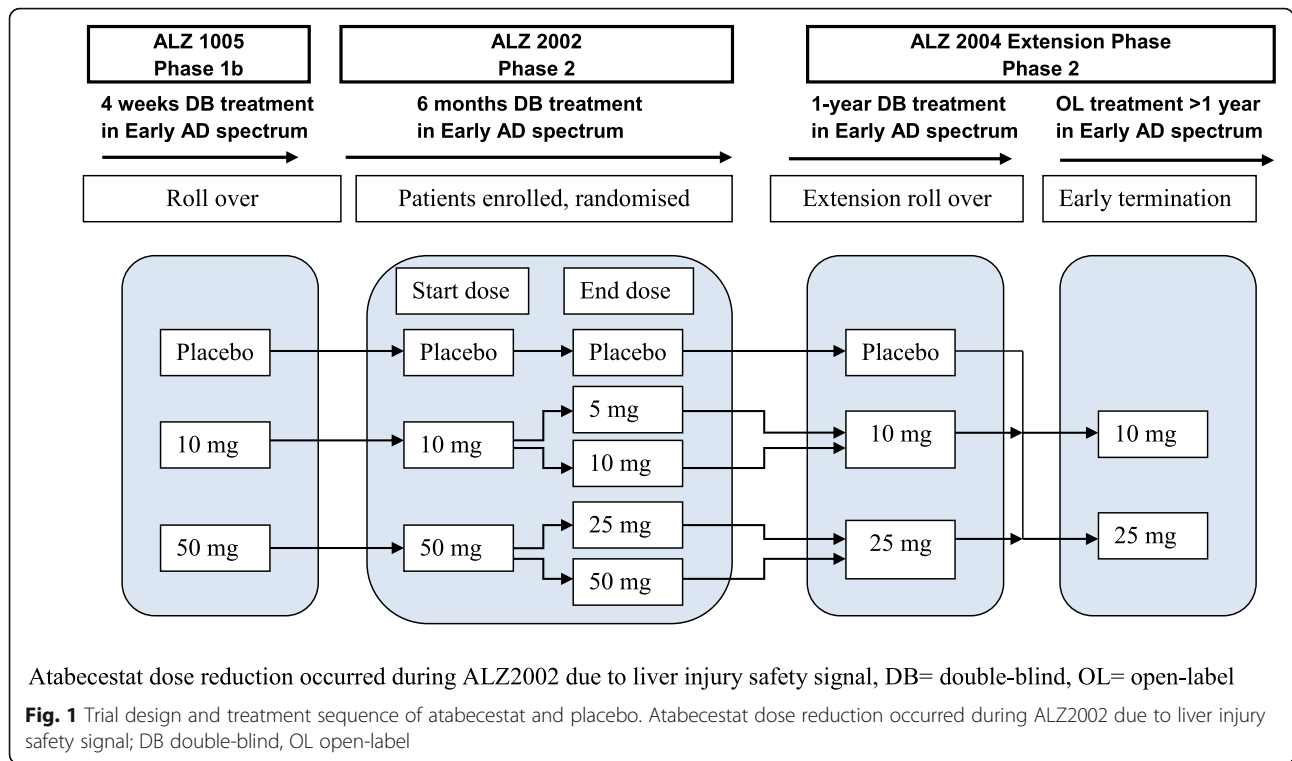 ALZ 1005
Phase 1b
ALZ 2002
Phase 2
ALZ 2004 Extension Phase
Phase 2
4 weeks DB treatment
in Early AD spectrum
6 months DB treatment
in Early AD spectrum
1-year DB treatment
in Early AD spectrum
OL treatment >1 year
in Early AD spectrum
Roll over
Patients enrolled, randomised
Extension roll over
Early termination
Start dose
End dose
Placebo
Placebo
Placebo
Placebo
5 mg
10 mg
10 mg
10 mg
10 mg
10 mg
25 mg
50 mg
50 mg
25 mg
25 mg
50 mg
Atabecestat dose reduction occurred during ALZ2002 due to liver injury safety signal, DB= double-blind, OL= open-label
Fig. 1 Trial design and treatment sequence of atabecestat and placebo. Atabecestat dose reduction occurred during ALZ2002 due to liver injury
safety signal; DB double-blind, OL open-label